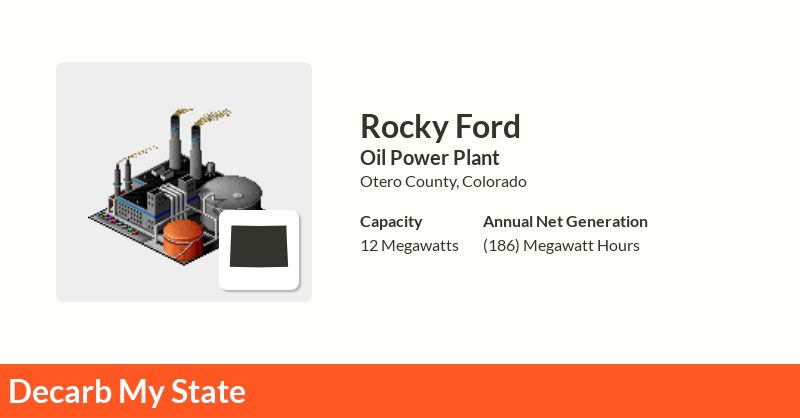 Rocky Ford
Oil Power Plant
Otero County, Colorado
Capacity
12 Megawatts
Annual Net Generation
(186) Megawatt Hours
Decarb My State